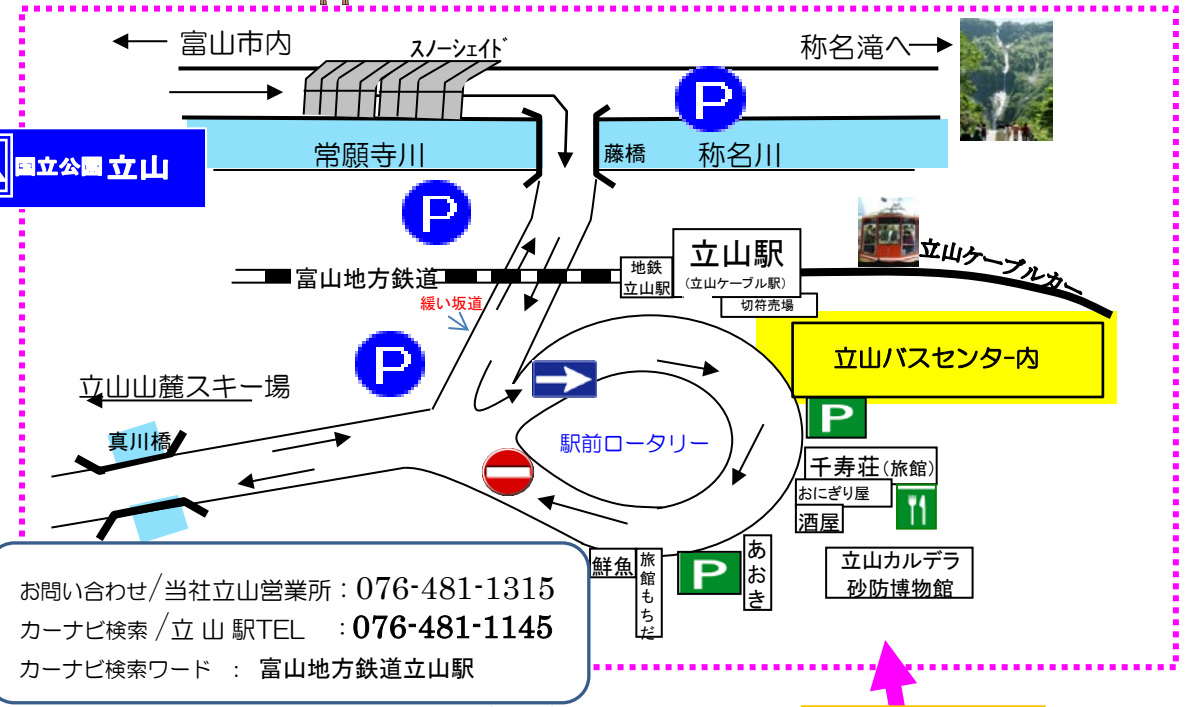 富山市内
スノーシェイド
称名滝へ
P
国立公園 立山
常願寺川
藤橋
称名川
P
富山地方鉄道
地鉄
立山駅
立山駅
(立山ケーブル駅)
切符売場
立山ケーブルカー
緩い坂道
P
立山バスセンター内
P
立山山麓スキー場
真川橋
駅前ロータリー
千寿荘(旅館)
おにぎり屋
酒屋
立山カルデラ
砂防博物館
鮮魚
旅館もちだ
P
あおき
お問い合わせ/当社立山営業所:076-481-1315
カーナビ検索/立 山 駅TEL :076-481-1145
カーナビ検索ワード : 富山地方鉄道立山駅